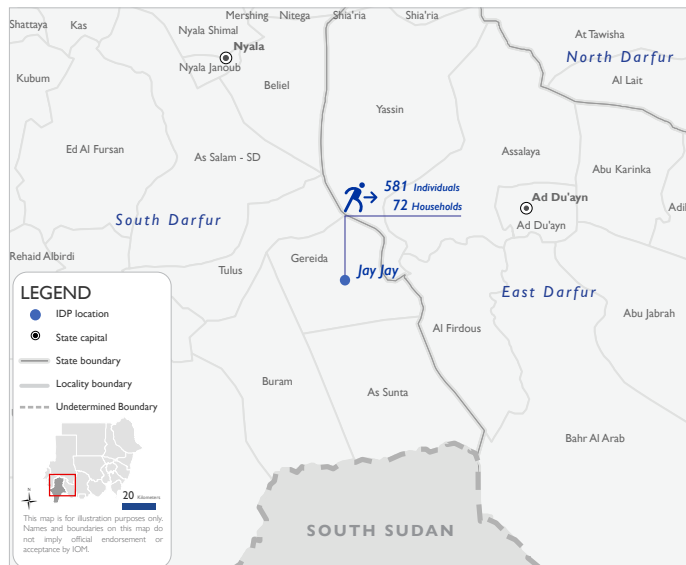 Mershing
Nitega
Shia'ria
Shia'ria
Shattaya
Kas
Nyala Shimal
At Tawisha
Nyala
North Darfur
Nyala Janoub
Kubum
Beliel
Al Lait
Yassin
Ed Al Fursan
As Salam - SD
Assalaya
Abu Karinka
581 Individuals
72 Households
Ad Du'ayn
Adil
South Darfur
Ad Du'ayn
Rehaid Albirdi
Tulus
Gereida
Jay Jay
East Darfur
LEGEND
IDP location
State capital
State boundary
Locality boundary
Undetermined Boundary
Abu Jabrah
Al Firdous
Buram
As Sunta
Bahr Al Arab
N
20 Kilometers
This map is for illustration purposes only.
Names and boundaries on this map do
not imply official endorsement or
acceptance by IOM.
SOUTH SUDAN